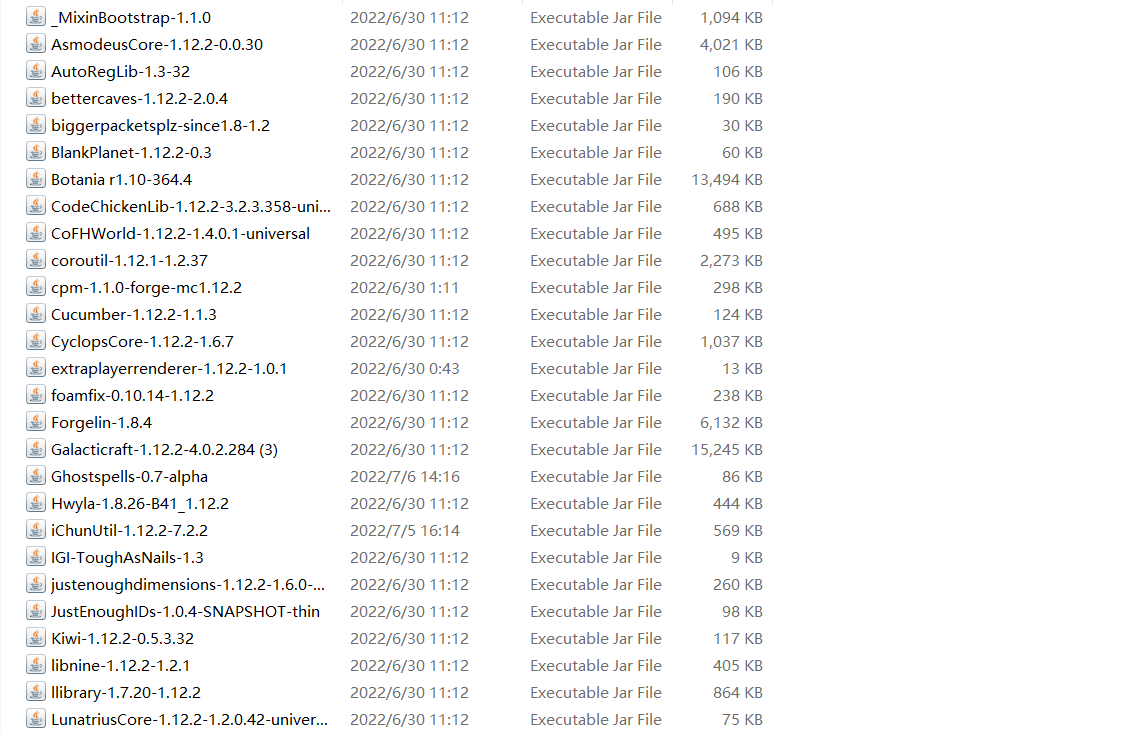 _MixinBootstrap-1.1.0 2022/6/30 11:12 Executable Jar File 1,094 KB
AsmodeusCore-1.12.2-0.0.30 2022/6/30 11:12 Executable Jar File 4,021 KB
AutoRegLib-1.3-32 2022/6/30 11:12 Executable Jar File 106 KB
bettercaves-1.12.2-2.0.4 2022/6/30 11:12 Executable Jar File 190 KB
biggerpacketsplz-since1.8-1.2 2022/6/30 11:12 Executable Jar File 30 KB
BlankPlanet-1.12.2-0.3 2022/6/30 11:12 Executable Jar File 60 KB
Botania r1.10-364.4 2022/6/30 11:12 Executable Jar File 13,494 KB
CodeChickenLib-1.12.2-3.2.3.358-uni... 2022/6/30 11:12 Executable Jar File 688 KB
CoFHWorld-1.12.2-1.4.0.1-universal 2022/6/30 11:12 Executable Jar File 495 KB
coroutil-1.12.1-1.2.37 2022/6/30 11:12 Executable Jar File 2,273 KB
cpm-1.1.0-forge-mc1.12.2 2022/6/30 1:11 Executable Jar File 298 KB
Cucumber-1.12.2-1.1.3 2022/6/30 11:12 Executable Jar File 124 KB
CyclopsCore-1.12.2-1.6.7 2022/6/30 11:12 Executable Jar File 1,037 KB
extraplayerrenderer-1.12.2-1.0.1 2022/6/30 0:43 Executable Jar File 13 KB
foamfix-0.10.14-1.12.2 2022/6/30 11:12 Executable Jar File 238 KB
Forgelin-1.8.4 2022/6/30 11:12 Executable Jar File 6,132 KB
Galacticraft-1.12.2-4.0.2.284 (3) 2022/6/30 11:12 Executable Jar File 15,245 KB
Ghostspells-0.7-alpha 2022/7/6 14:16 Executable Jar File 86 KB
Hwyla-1.8.26-B41_1.12.2 2022/6/30 11:12 Executable Jar File 444 KB
iChunUtil-1.12.2-7.2.2 2022/7/5 16:14 Executable Jar File 569 KB
IGI-ToughAsNails-1.3 2022/6/30 11:12 Executable Jar File 9 KB
justenoughdimensions-1.12.2-1.6.0-... 2022/6/30 11:12 Executable Jar File 260 KB
JustEnoughIDs-1.0.4-SNAPSHOT-thin 2022/6/30 11:12 Executable Jar File 98 KB
Kiwi-1.12.2-0.5.3.32 2022/6/30 11:12 Executable Jar File 117 KB
libnine-1.12.2-1.2.1 2022/6/30 11:12 Executable Jar File 405 KB
llibrary-1.7.20-1.12.2 2022/6/30 11:12 Executable Jar File 864 KB
LunatriusCore-1.12.2-1.2.0.42-univer... 2022/6/30 11:12 Executable Jar File 75 KB